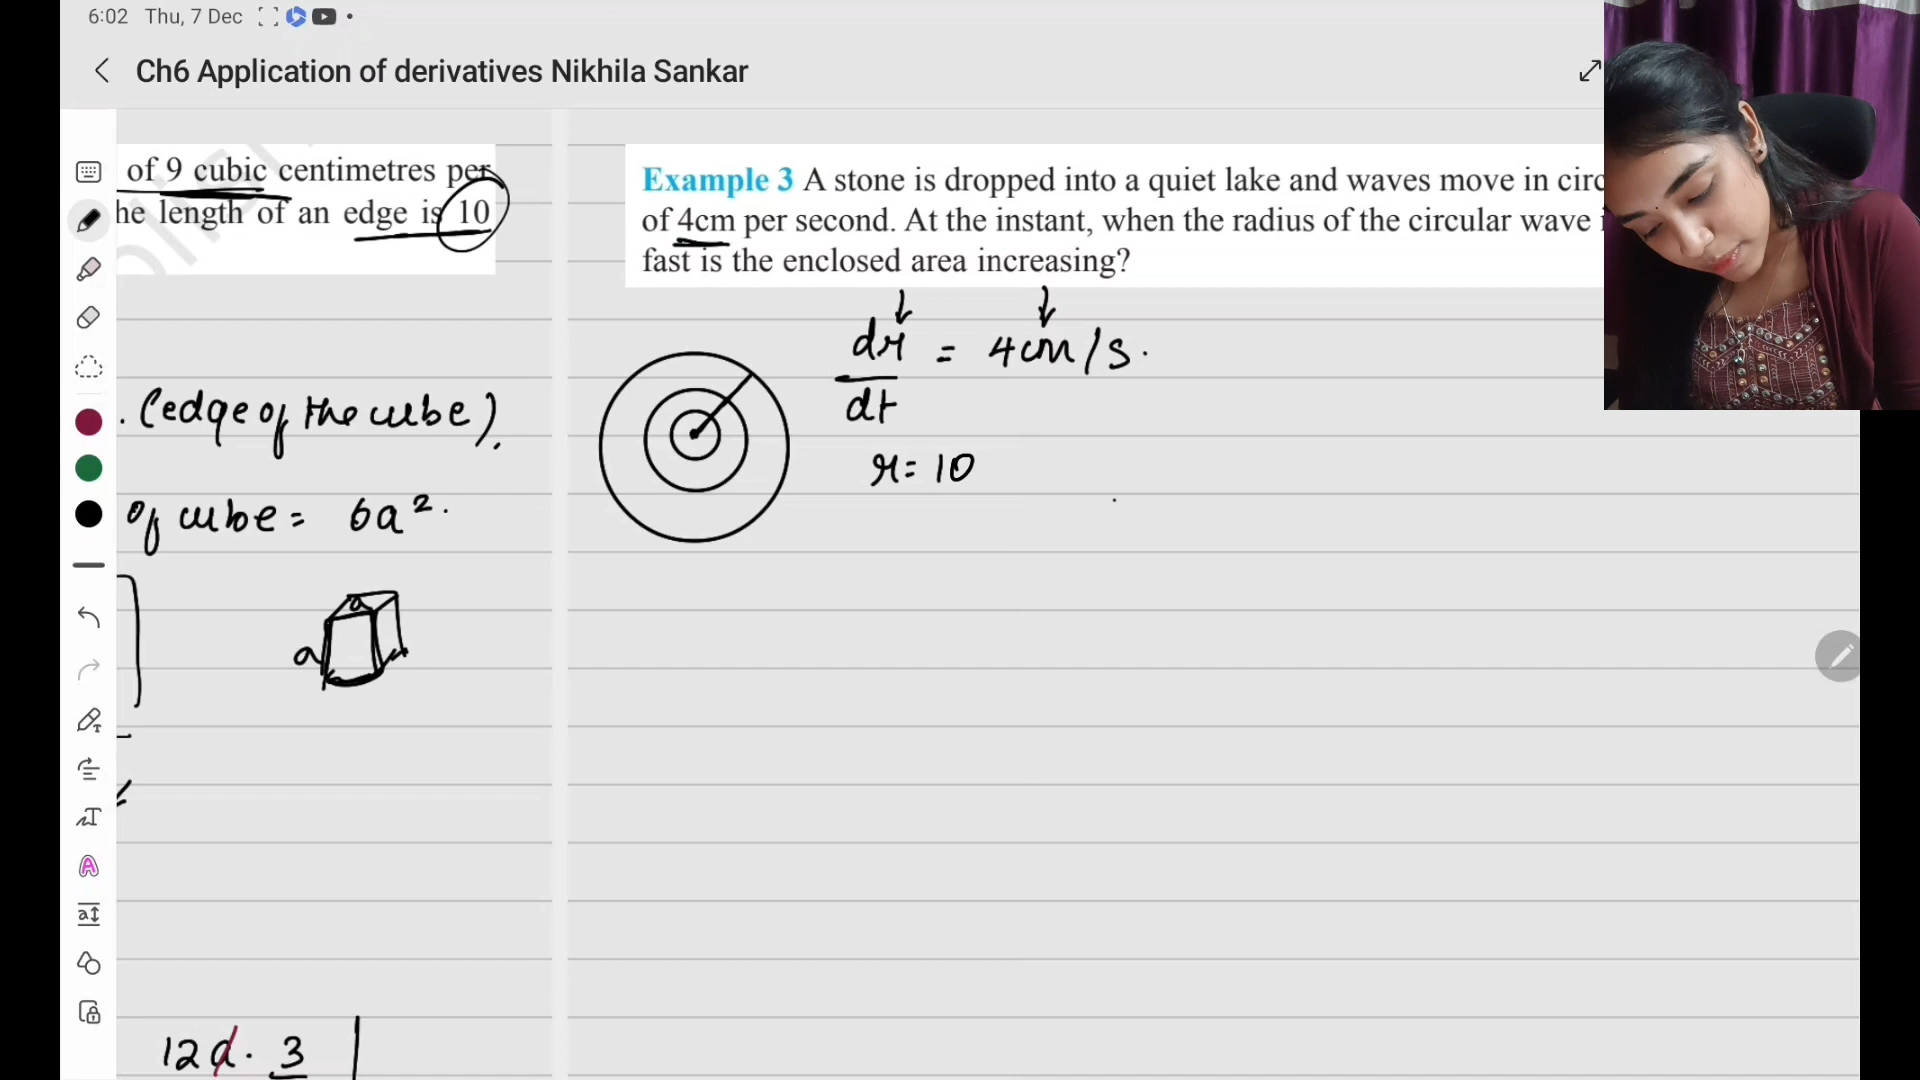 6:02 Thu, 7 Dec
Ch6 Application of derivatives Nikhila Sankar
of 9 cubic centimetres per
he length of an edge is 10
. (edge of the cube).
of cube = 6a².
a
a
12a · 3
Example 3 A stone is dropped into a quiet lake and waves move in circ
of 4cm per second. At the instant, when the radius of the circular wave i
fast is the enclosed area increasing?
dr/dt = 4cm/s.
r = 10